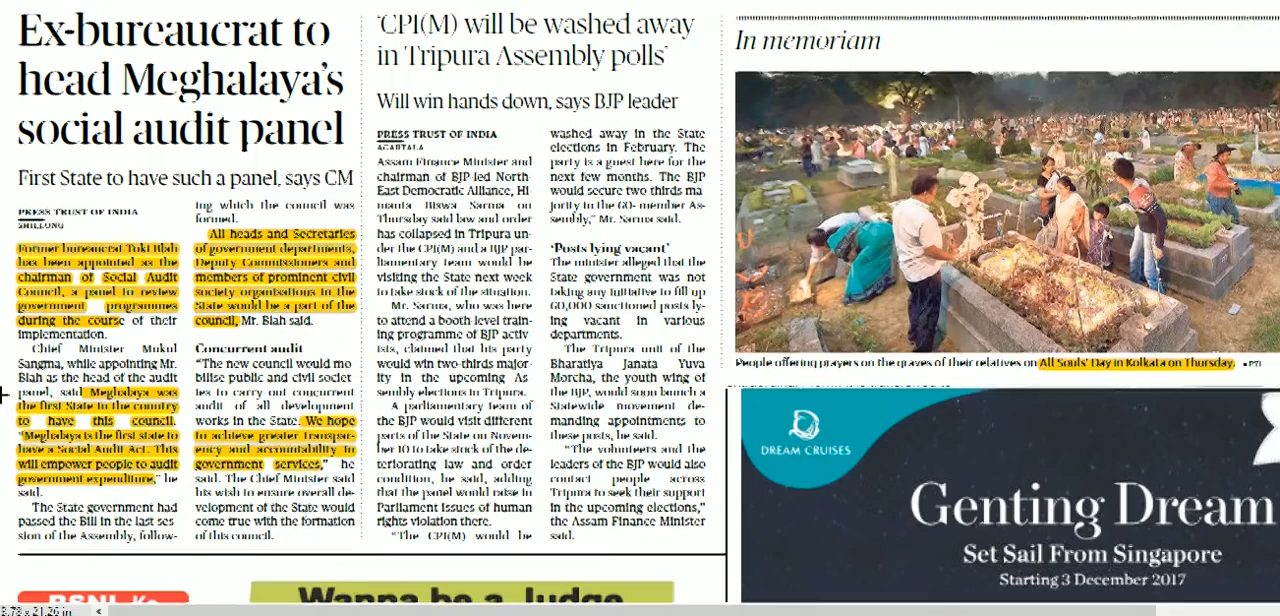 Ex-bureaucrat to
head Meghalaya's
social audit panel
First State to have such a panel, says CM
PRESS TRUST OF INDIA
SHILLONG
Former bureaucrat Toki Blah
has been appointed as the
chairman of Social Audit
Council, a panel to review
government programmes
during the course of their
implementation.
Chief Minister Mukul
Sangma, while appointing Mr.
Blah as the head of the audit
panel, said Meghalaya was
the first State in the country
to have this council.
"Meghalaya is the first state to
have a Social Audit Act. This
will empower people to audit
government expenditure," he
said.
The State government had
passed the Bill in the last ses-
sion of the Assembly, follow-
ing which the council was
formed.
All heads and Secretaries
of government departments,
Deputy Commissioners and
members of prominent civil
society organisations in the
State would be a part of the
council, Mr. Blah said.
Concurrent audit
"The new council would mo
bilise public and civil societ-
ies to carry out concurrent
audit of all development
works in the State. We hope
to achieve greater transpar-
ency and accountability in
government services," he
said. The Chief Minister said
his wish to ensure overall de-
velopment of the State would
come true with the formation
of this council.
'CPI(M) will be washed away
in Tripura Assembly polls'
Will win hands down, says BJP leader
PRESS TRUST OF INDIA
AGARTALA
Assam Finance Minister and
chairman of BJP-led North-
East Democratic Alliance, Hi
manta Biswa Sarma on
Thursday said law and order
has collapsed in Tripura un-
der the CPI(M) and a BJP par-
liamentary team would be
visiting the State next week
to take stock of the situation.
Mr. Sarma, who was here
to attend a booth-level train-
ing programme of BJP activ
ists, claimed that his party
would win two-thirds major-
ity in the upcoming As-
sembly elections in Tripura.
A parliamentary team of
the BJP would visit different
parts of the State on Novem-
ber 10 to take stock of the de-
teriorating law and order
condition, he said, adding
that the panel would raise in
Parliament issues of human
rights violation there.
"The CPI(M) would be
washed away in the State
elections in February. The
party is a guest here for the
next few months. The BJP
would secure two thirds ma-
jority in the 60-member As-
sembly," Mr. Sarma said.
'Posts lying vacant'
The minister alleged that the
State government was not
taking any initiative to fill up
60,000 sanctioned posts ly-
ing vacant in various
departments.
The Tripura unit of the
Bharatiya Janata Yuva
Morcha, the youth wing of
the BJP, would soon launch a
Statewide movement de-
manding appointments to
these posts, he said.
"The volunteers and the
leaders of the BJP would also
contact people across
Tripura to seek their support
in the upcoming elections,"
the Assam Finance Minister
said.
In memoriam
People offering prayers on the graves of their relatives on All Souls' Day in Kolkata on Thursday. ▪ PTI
DREAM CRUISES
Genting Dream
Set Sail From Singapore
Starting 3 December 2017
BSNL Ke
Wanna be a Judge
8.78 x 21.26 in